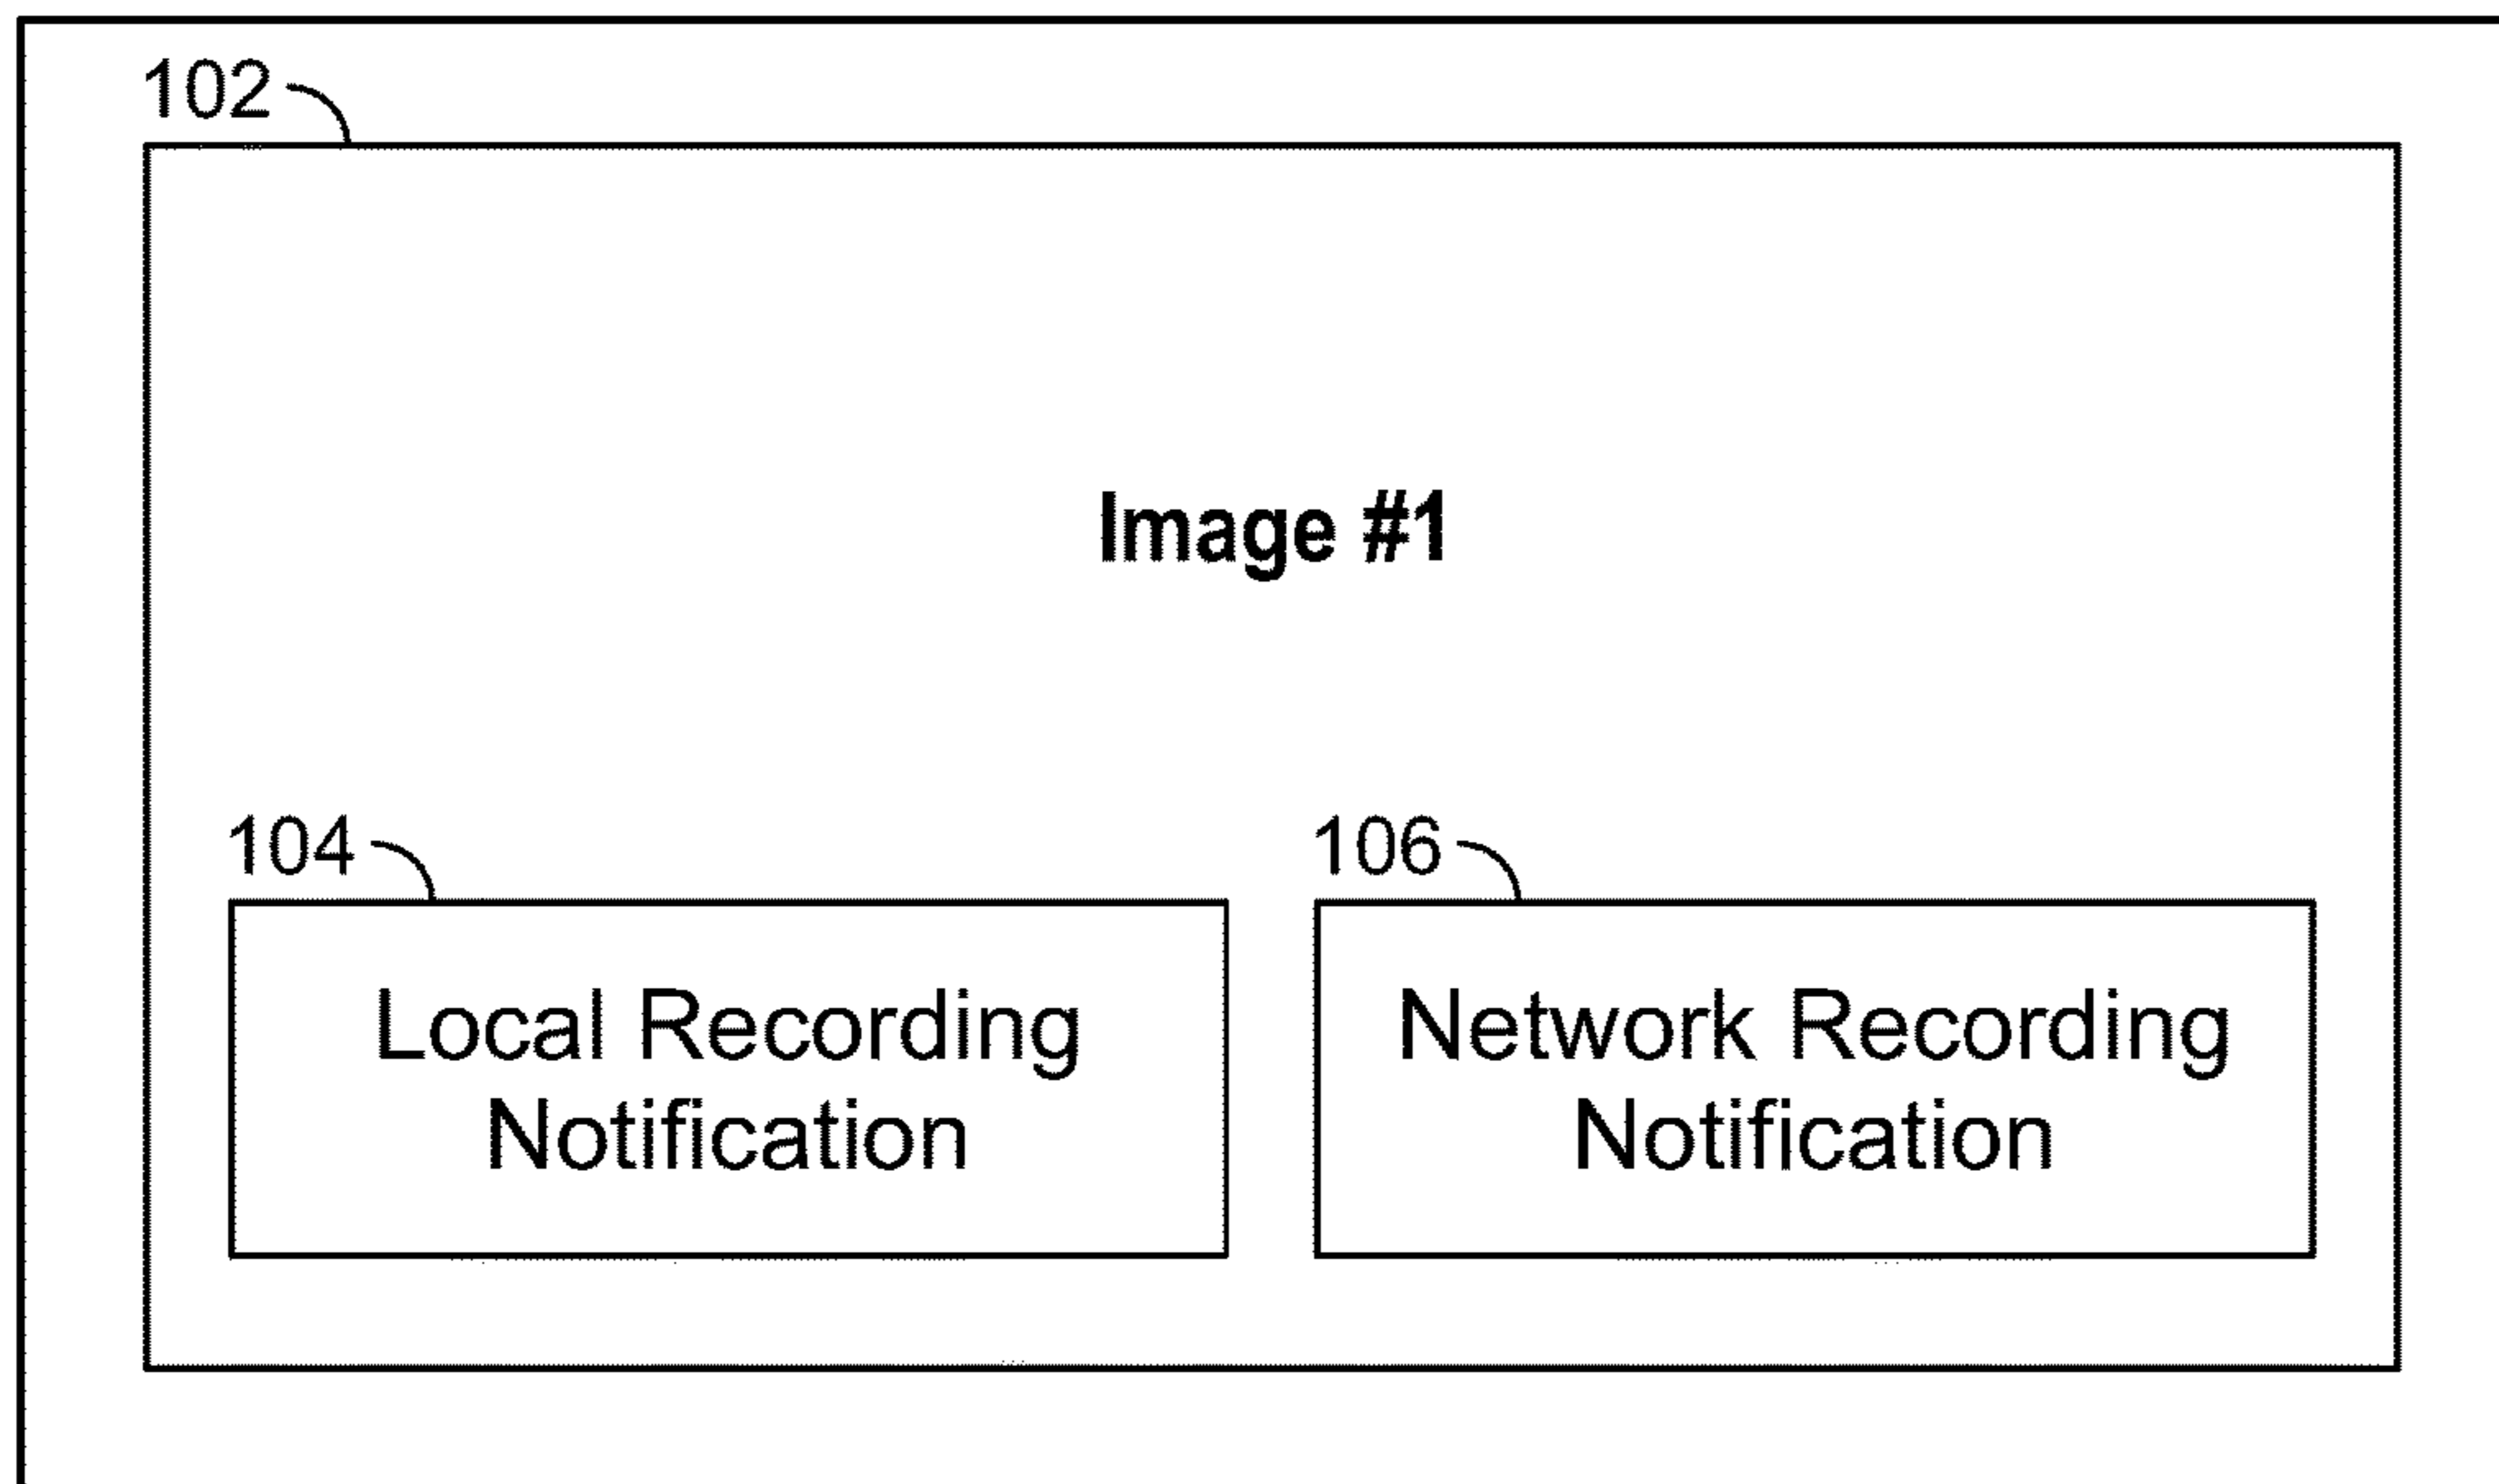 102
Image #1
104
106
Local Recording
Notification
Network Recording
Notification